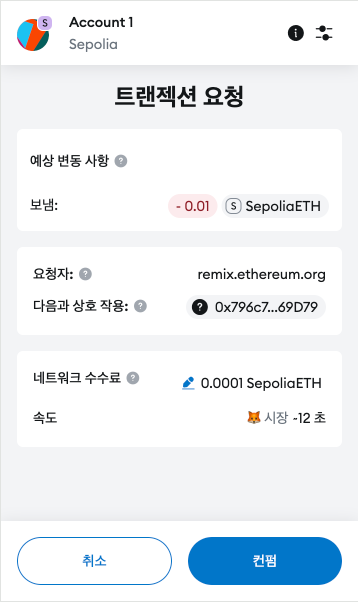 S
Account 1
Sepolia
트랜젝션 요청
예상 변동 사항 ?
보냄: - 0.01 S SepoliaETH
요청자: ? remix.ethereum.org
다음과 상호 작용: ? ? 0x796c7...69D79
네트워크 수수료 ? 0.0001 SepoliaETH
속도 🦊 시장 ~12 초
취소 컨펌